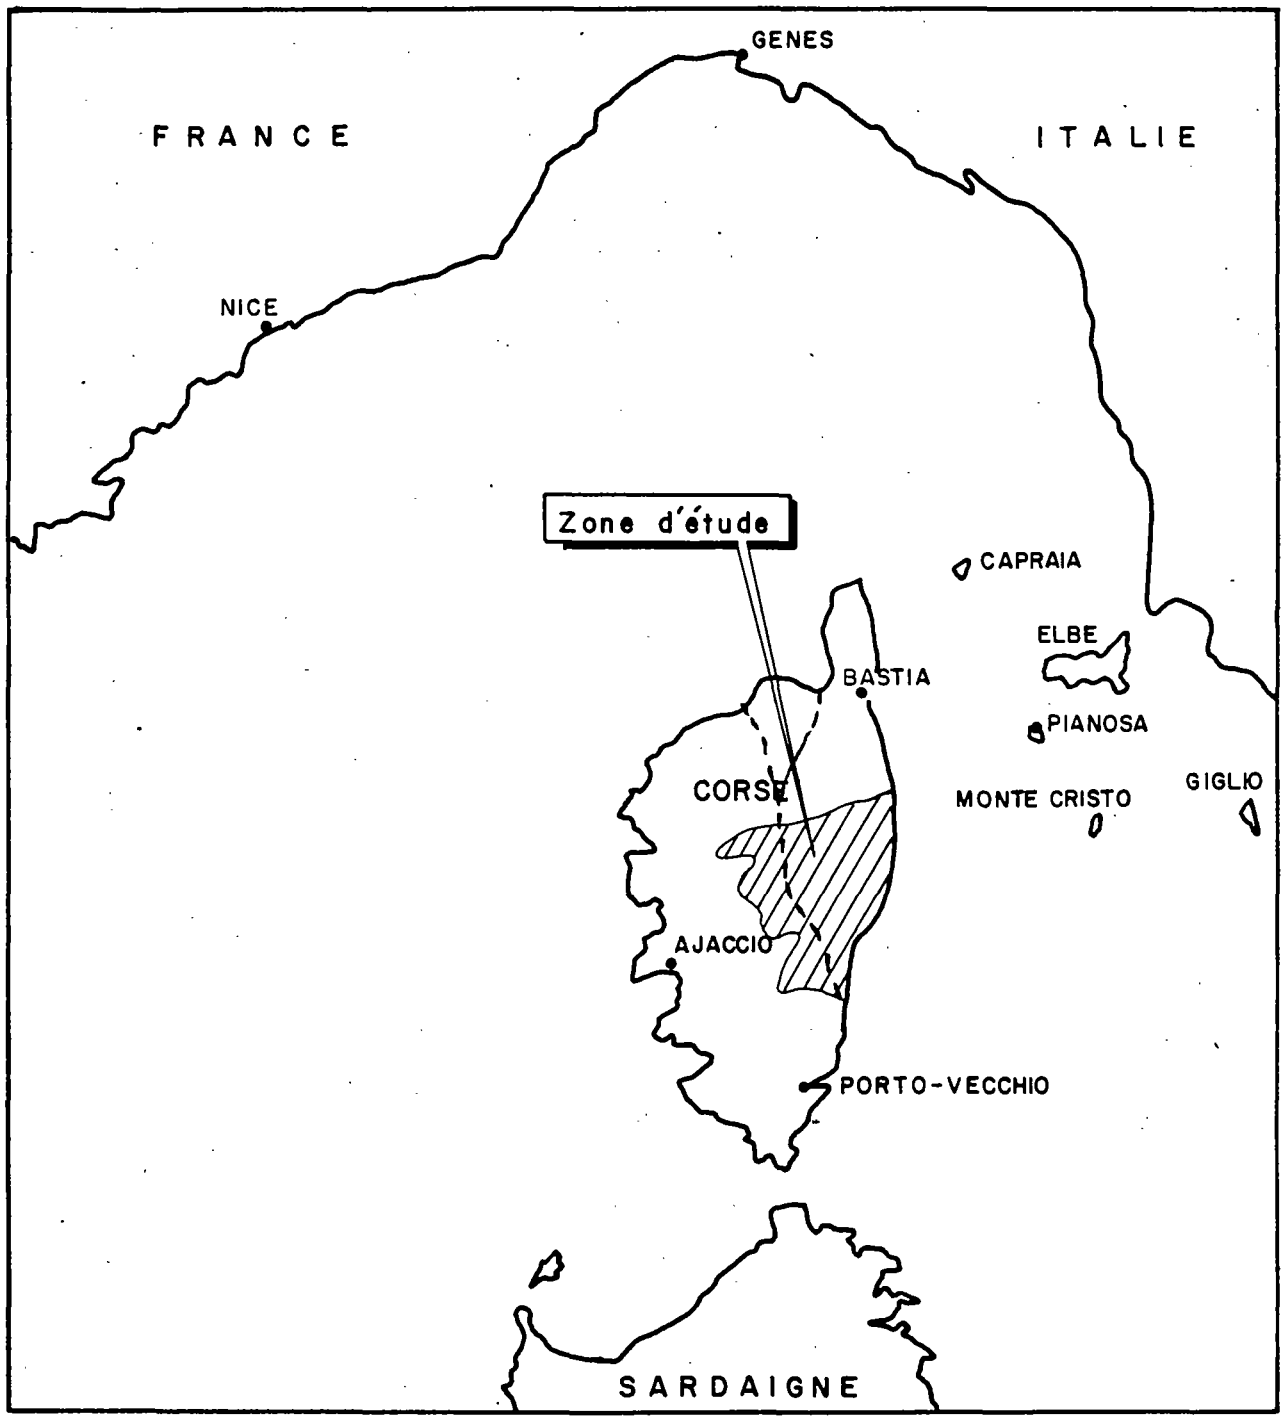 GENES
FRANCE
ITALIE
NICE
Zone d'étude
CAPRAIA
ELBE
BASTIA
PIANOSA
CORSE
MONTE CRISTO
GIGLIO
AJACCIO
PORTO-VECCHIO
SARDAIGNE